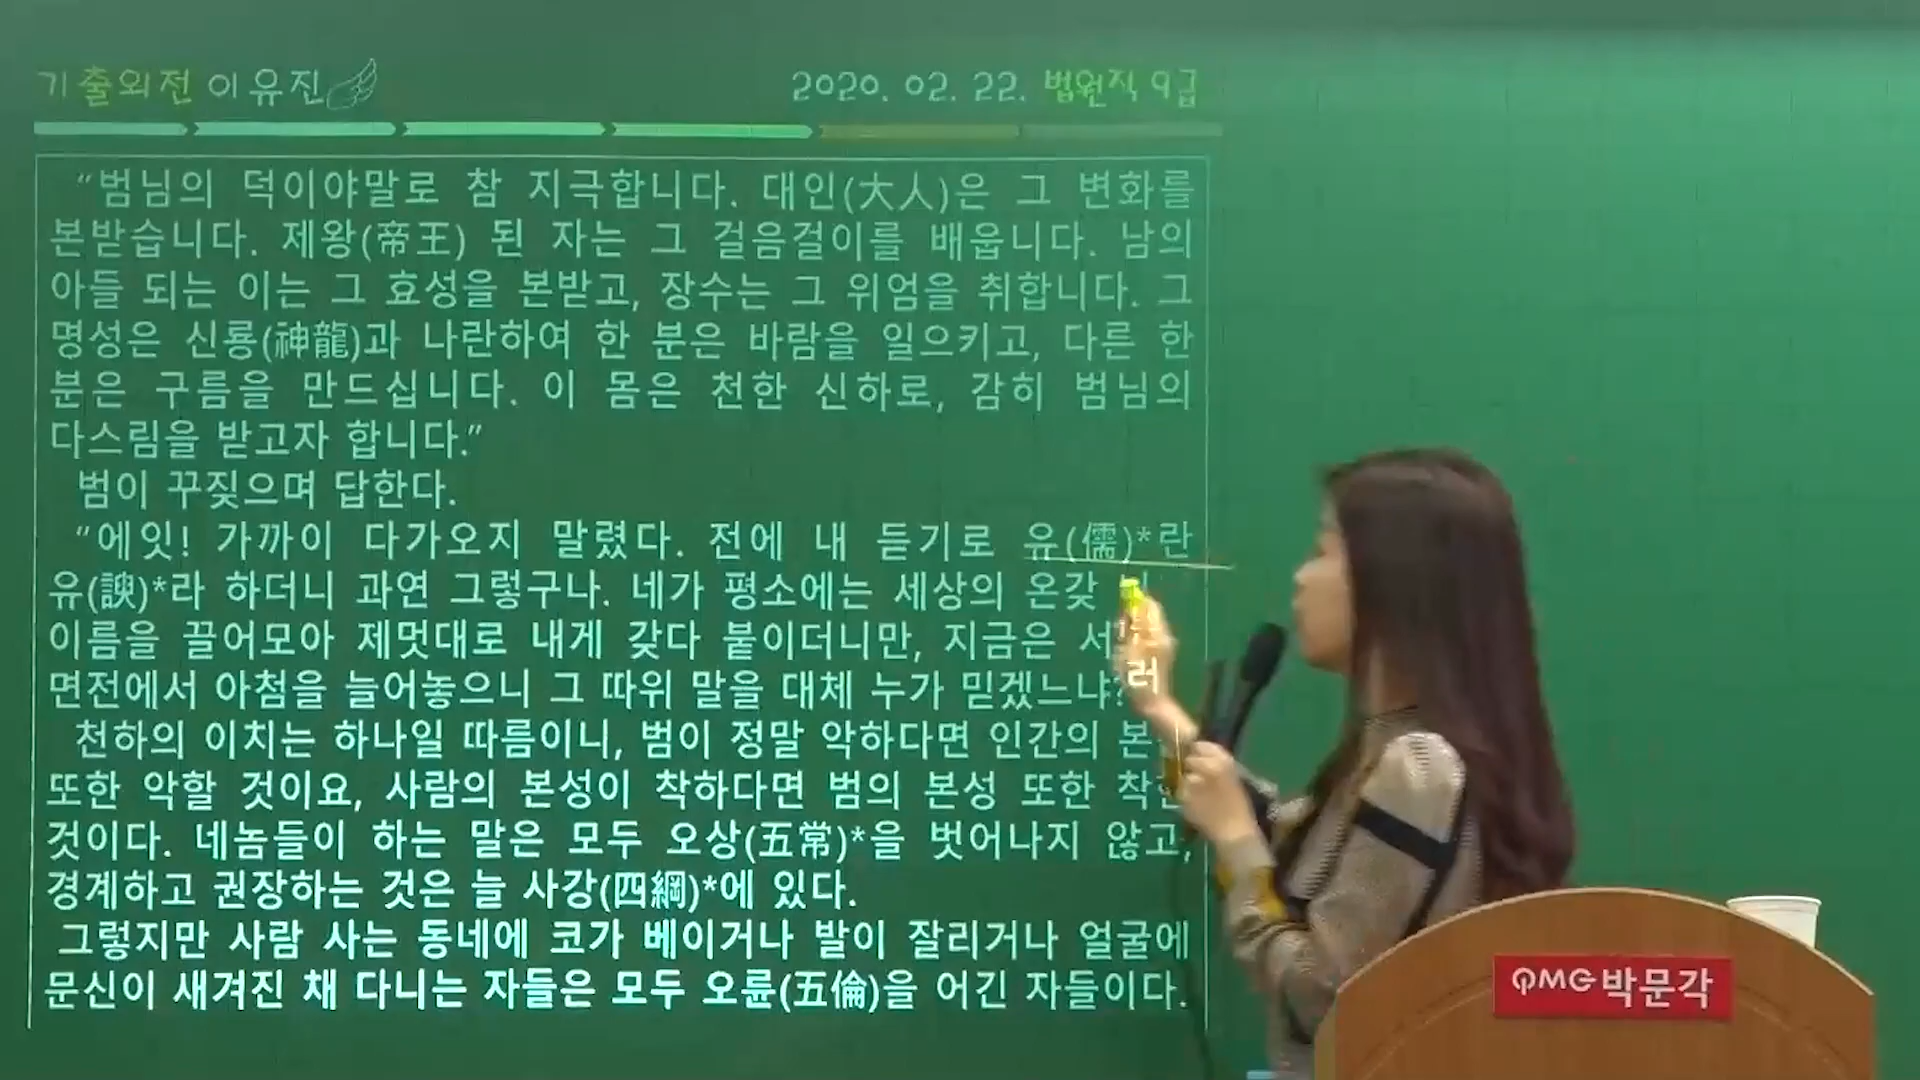 기출외전 이유진
2020. 02. 22. 법원직 9급
“범님의 덕이야말로 참 지극합니다. 대인(大人)은 그 변화를
본받습니다. 제왕(帝王) 된 자는 그 걸음걸이를 배웁니다. 남의
아들 되는 이는 그 효성을 본받고, 장수는 그 위엄을 취합니다. 그
명성은 신룡(神龍)과 나란하여 한 분은 바람을 일으키고, 다른 한
분은 구름을 만드십니다. 이 몸은 천한 신하로, 감히 범님의
다스림을 받고자 합니다.”
범이 꾸짖으며 답한다.
“에잇! 가까이 다가오지 말렸다. 전에 내 듣기로 유(儒)*란
유(諛)*라 하더니 과연 그렇구나. 네가 평소에는 세상의 온갖
이름을 끌어모아 제멋대로 내게 갖다 붙이더니만, 지금은 서
러
면전에서 아첨을 늘어놓으니 그 따위 말을 대체 누가 믿겠느냐?
천하의 이치는 하나일 따름이니, 범이 정말 악하다면 인간의 본
또한 악할 것이요, 사람의 본성이 착하다면 범의 본성 또한 착한
것이다. 네놈들이 하는 말은 모두 오상(五常)*을 벗어나지 않고,
경계하고 권장하는 것은 늘 사강(四綱)*에 있다.
그렇지만 사람 사는 동네에 코가 베이거나 발이 잘리거나 얼굴에
문신이 새겨진 채 다니는 자들은 모두 오륜(五倫)을 어긴 자들이다.
PMG 박문각